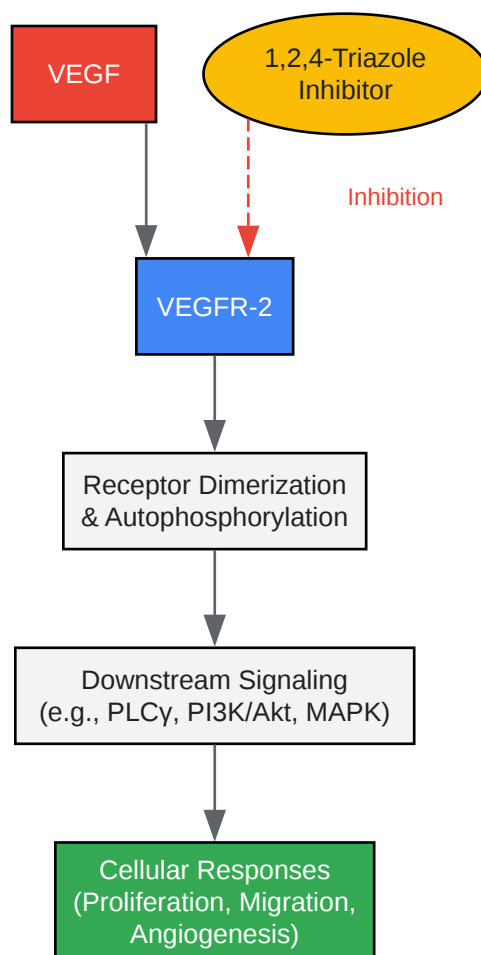 VEGF
1,2,4-Triazole
Inhibitor
Inhibition
VEGFR-2
Receptor Dimerization
& Autophosphorylation
Downstream Signaling
(e.g., PLCγ, PI3K/Akt, MAPK)
Cellular Responses
(Proliferation, Migration,
Angiogenesis)